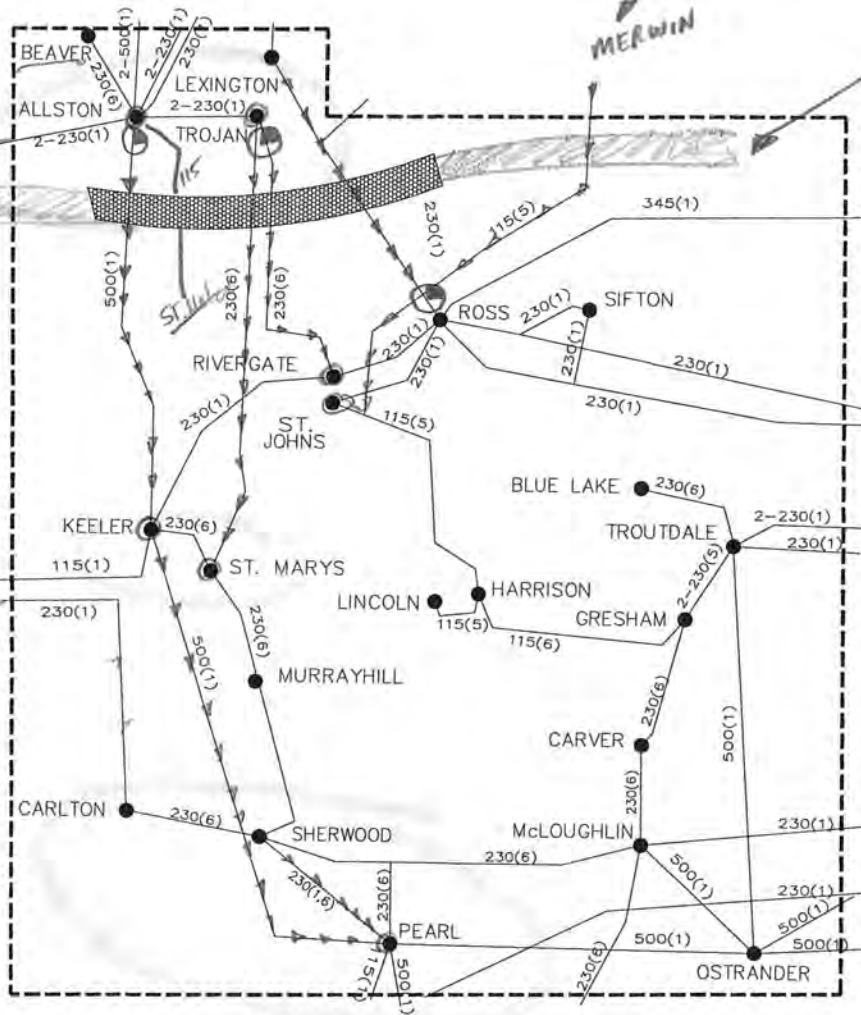 MERWIN
BEAVER
230(6)
2-500(1)
2-230(1)
230(1)
LEXINGTON
ALLSTON
2-230(1)
2-230(1)
TROJAN
115
230(1)
115(5)
345(1)
500(1)
230(6)
230(6)
ROSS
230(1)
SIFTON
230(1)
230(1)
230(1)
RIVERGATE
230(1)
230(1)
230(1)
ST.
JOHNS
115(5)
BLUE LAKE
230(6)
KEELER
230(6)
TROUTDALE
2-230(1)
230(1)
115(1)
ST. MARYS
230(1)
LINCOLN
HARRISON
115(5)
2-230(5)
GRESHAM
115(6)
230(6)
500(1)
MURRAYHILL
230(6)
500(1)
CARVER
230(6)
CARLTON
230(6)
SHERWOOD
McLOUGHLIN
230(1)
230(6)
230(1,6)
230(6)
500(1)
230(1)
PEARL
500(1)
500(1)
500(1)
OSTRANDER
500(1)
230(6)